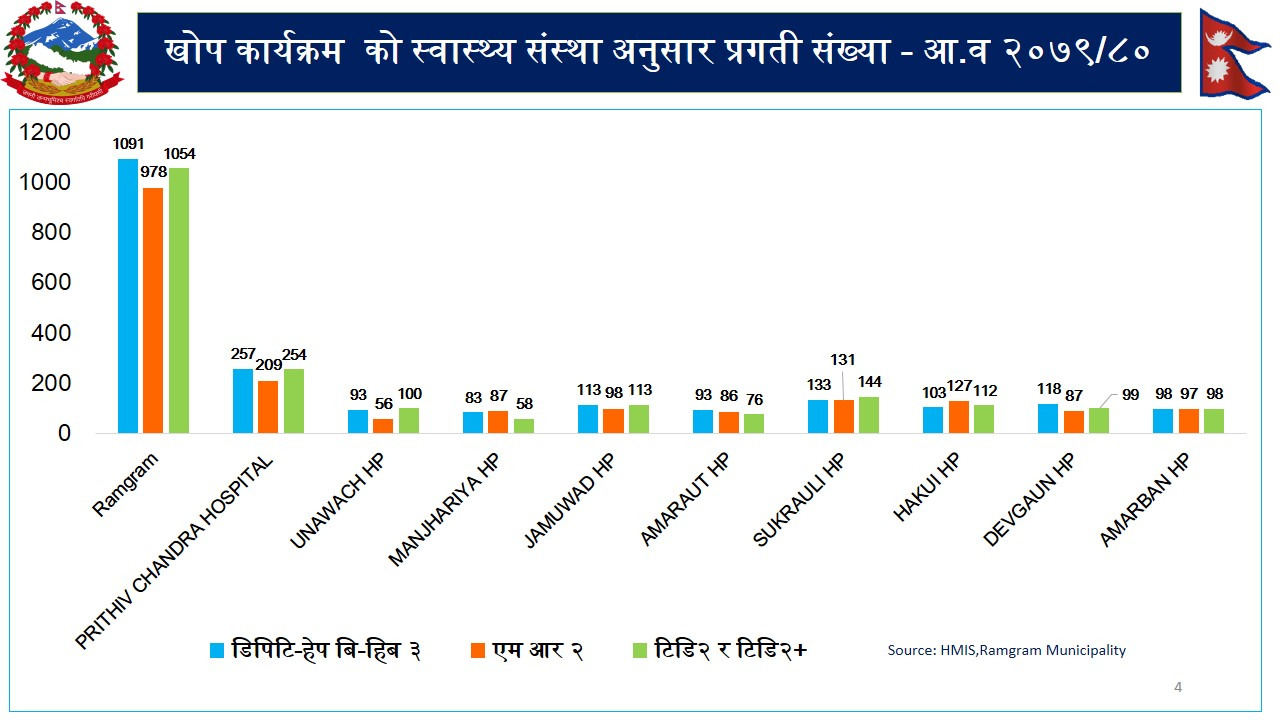 खोप कार्यक्रम को स्वास्थ्य संस्था अनुसार प्रगती संख्या - आ.व २०७९/८०
1200
1000
800
600
400
200
0
1091 978 1054
257 209 254
93 56 100
83 87 58
113 98 113
93 86 76
133 131 144
103 127 112
118 87 99
98 97 98
Ramgram
PRITHIV CHANDRA HOSPITAL
UNAWACH HP
MANJHARIYA HP
JAMUWAD HP
AMARAUT HP
SUKRAULI HP
HAKUI HP
DEVGAUN HP
AMARBAN HP
डिपिटि-हेप बि-हिब ३ एम आर २ टिडि२ र टिडि२+
Source: HMIS,Ramgram Municipality
4